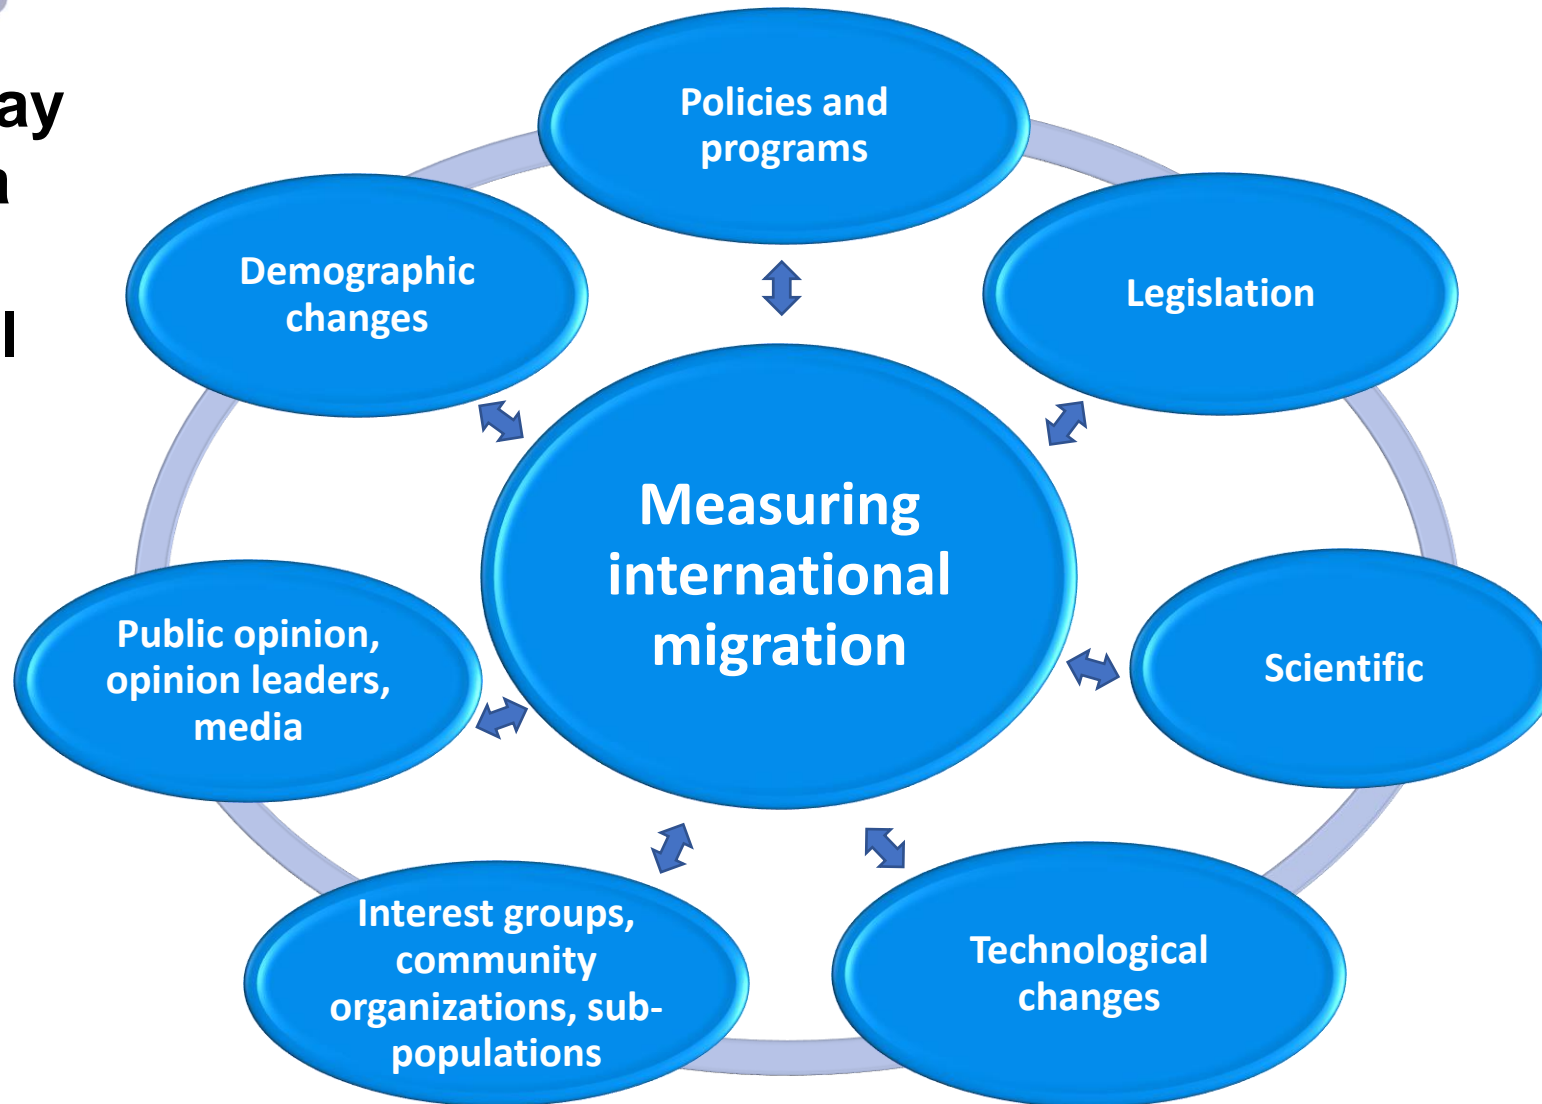 ay
a
l
Policies and
programs
Demographic
changes
Legislation
Measuring
international
migration
Public opinion,
opinion leaders,
media
Scientific
Interest groups,
community
organizations, sub-
populations
Technological
changes